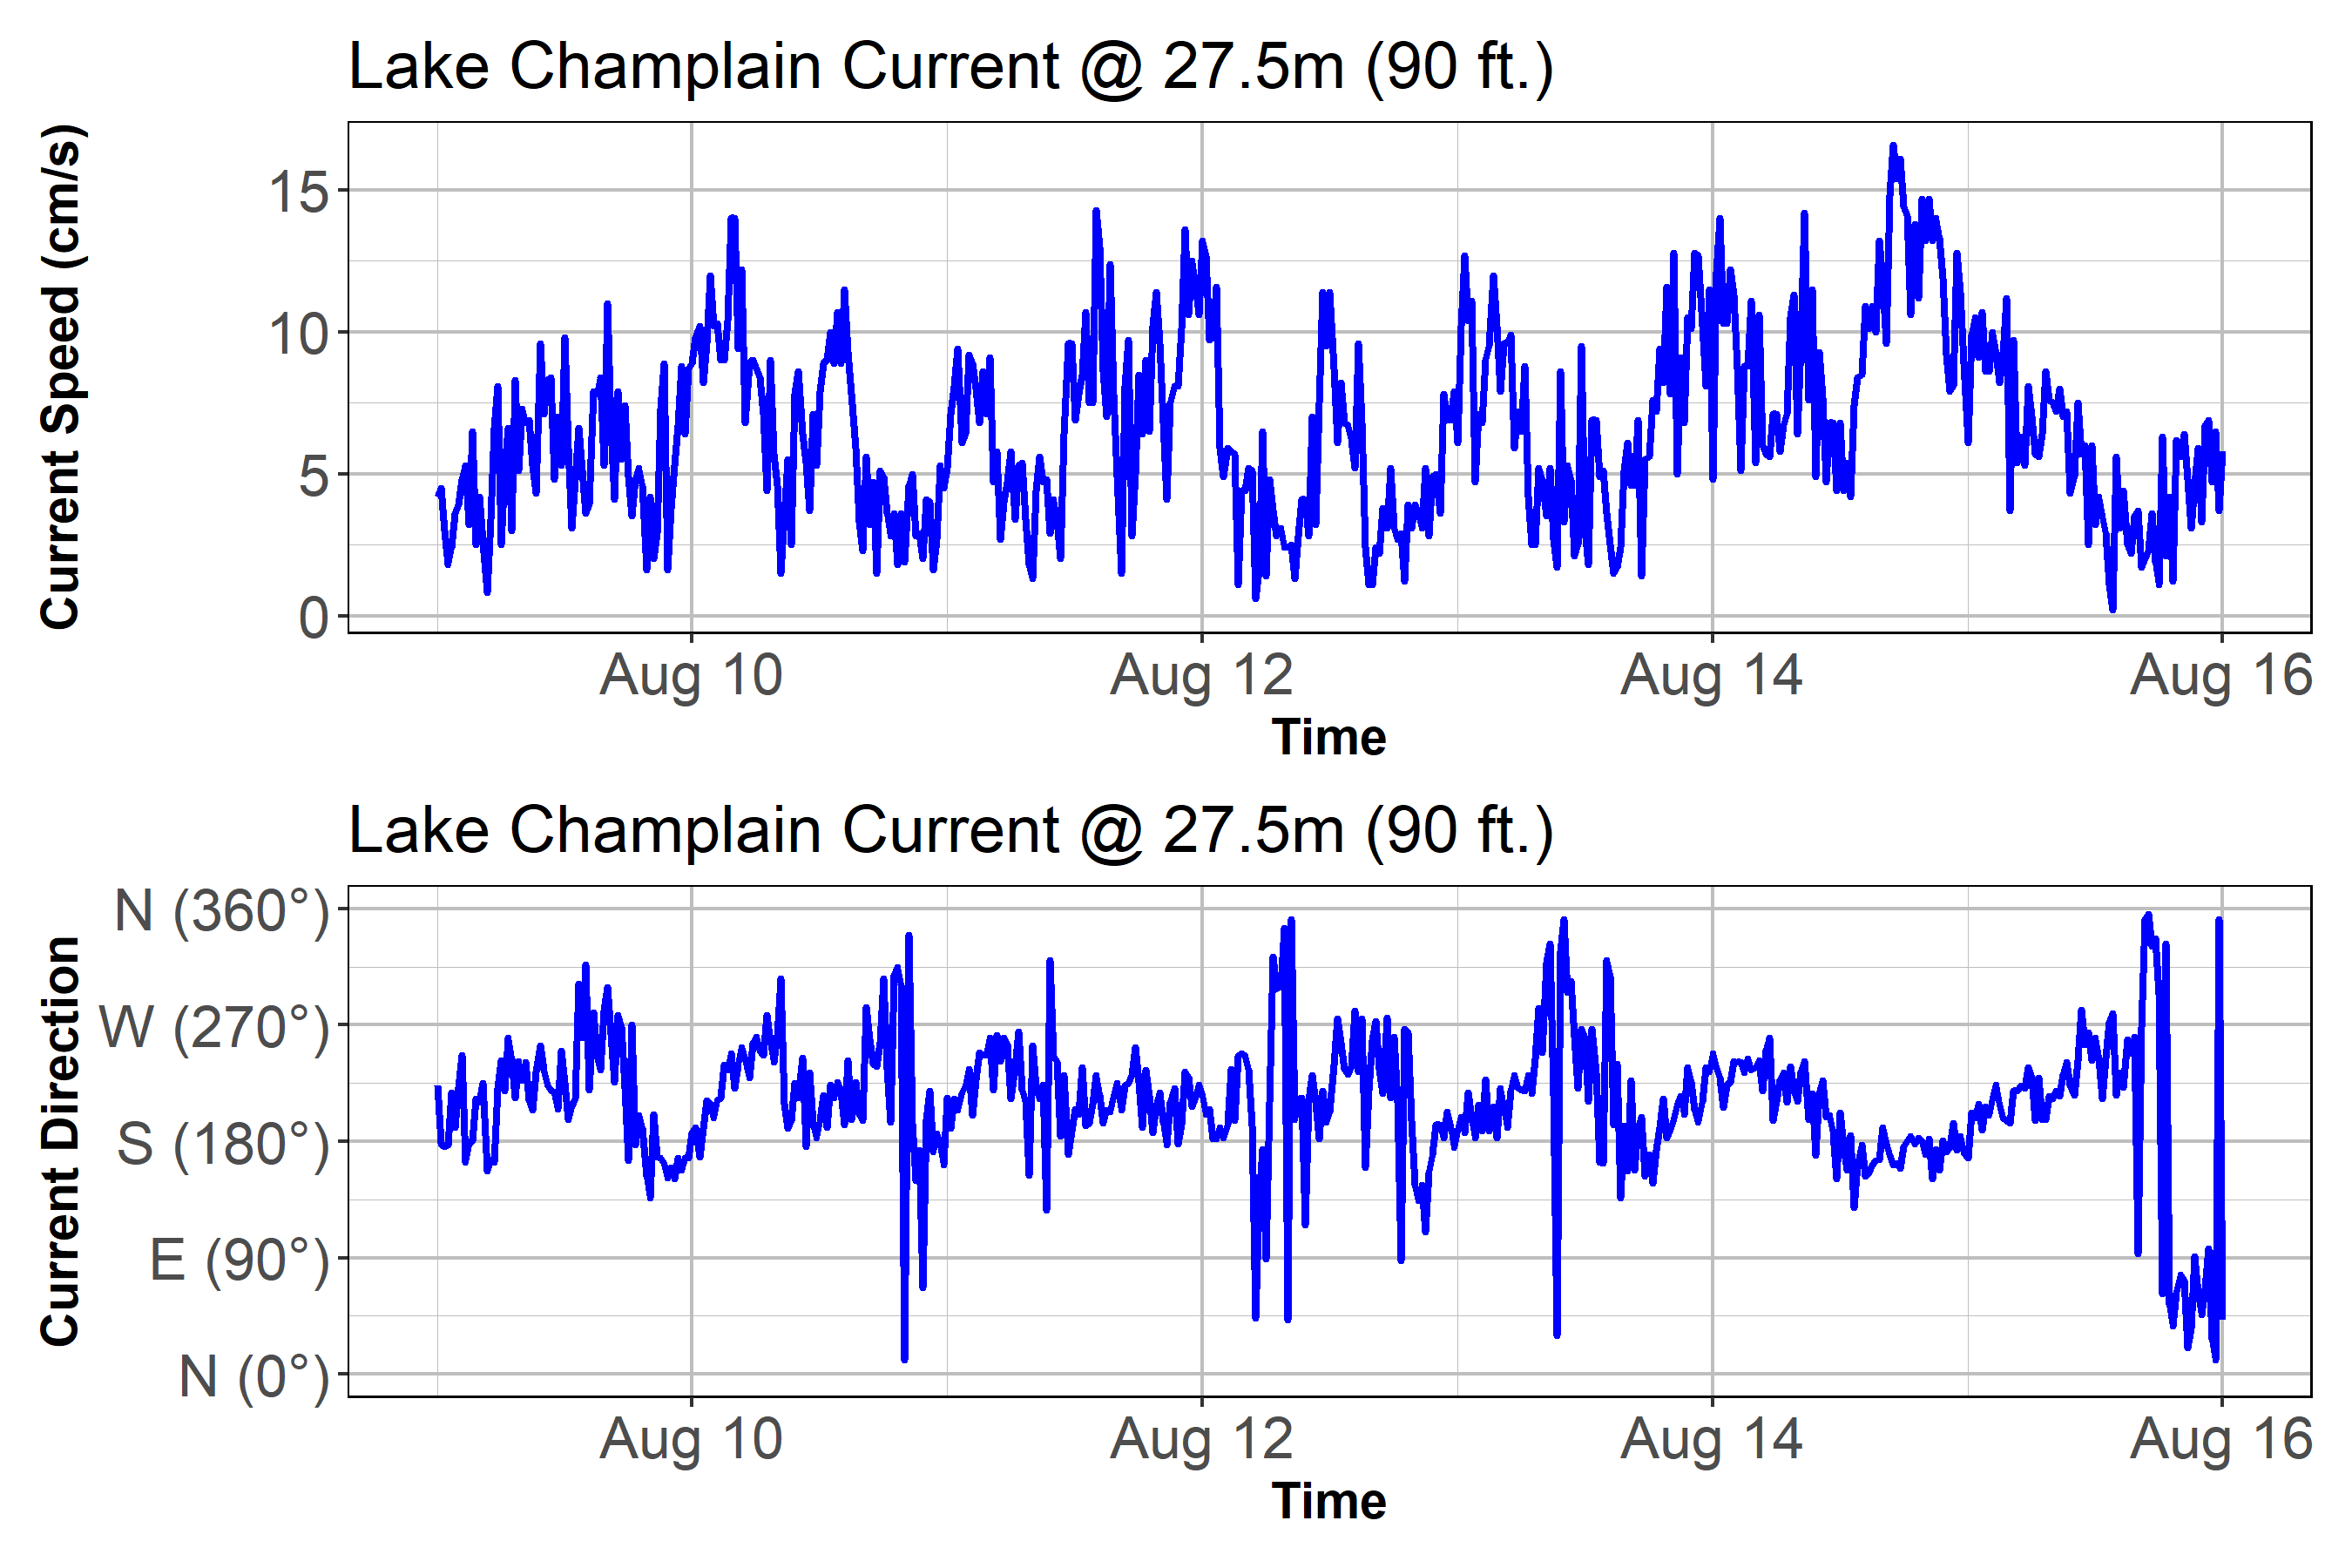 Lake Champlain Current @ 27.5m (90 ft.)
Current Speed (cm/s)
15
10
5
0
Aug 10 Aug 12 Aug 14 Aug 16
Time
Lake Champlain Current @ 27.5m (90 ft.)
Current Direction
N (360°)
W (270°)
S (180°)
E (90°)
N (0°)
Aug 10 Aug 12 Aug 14 Aug 16
Time